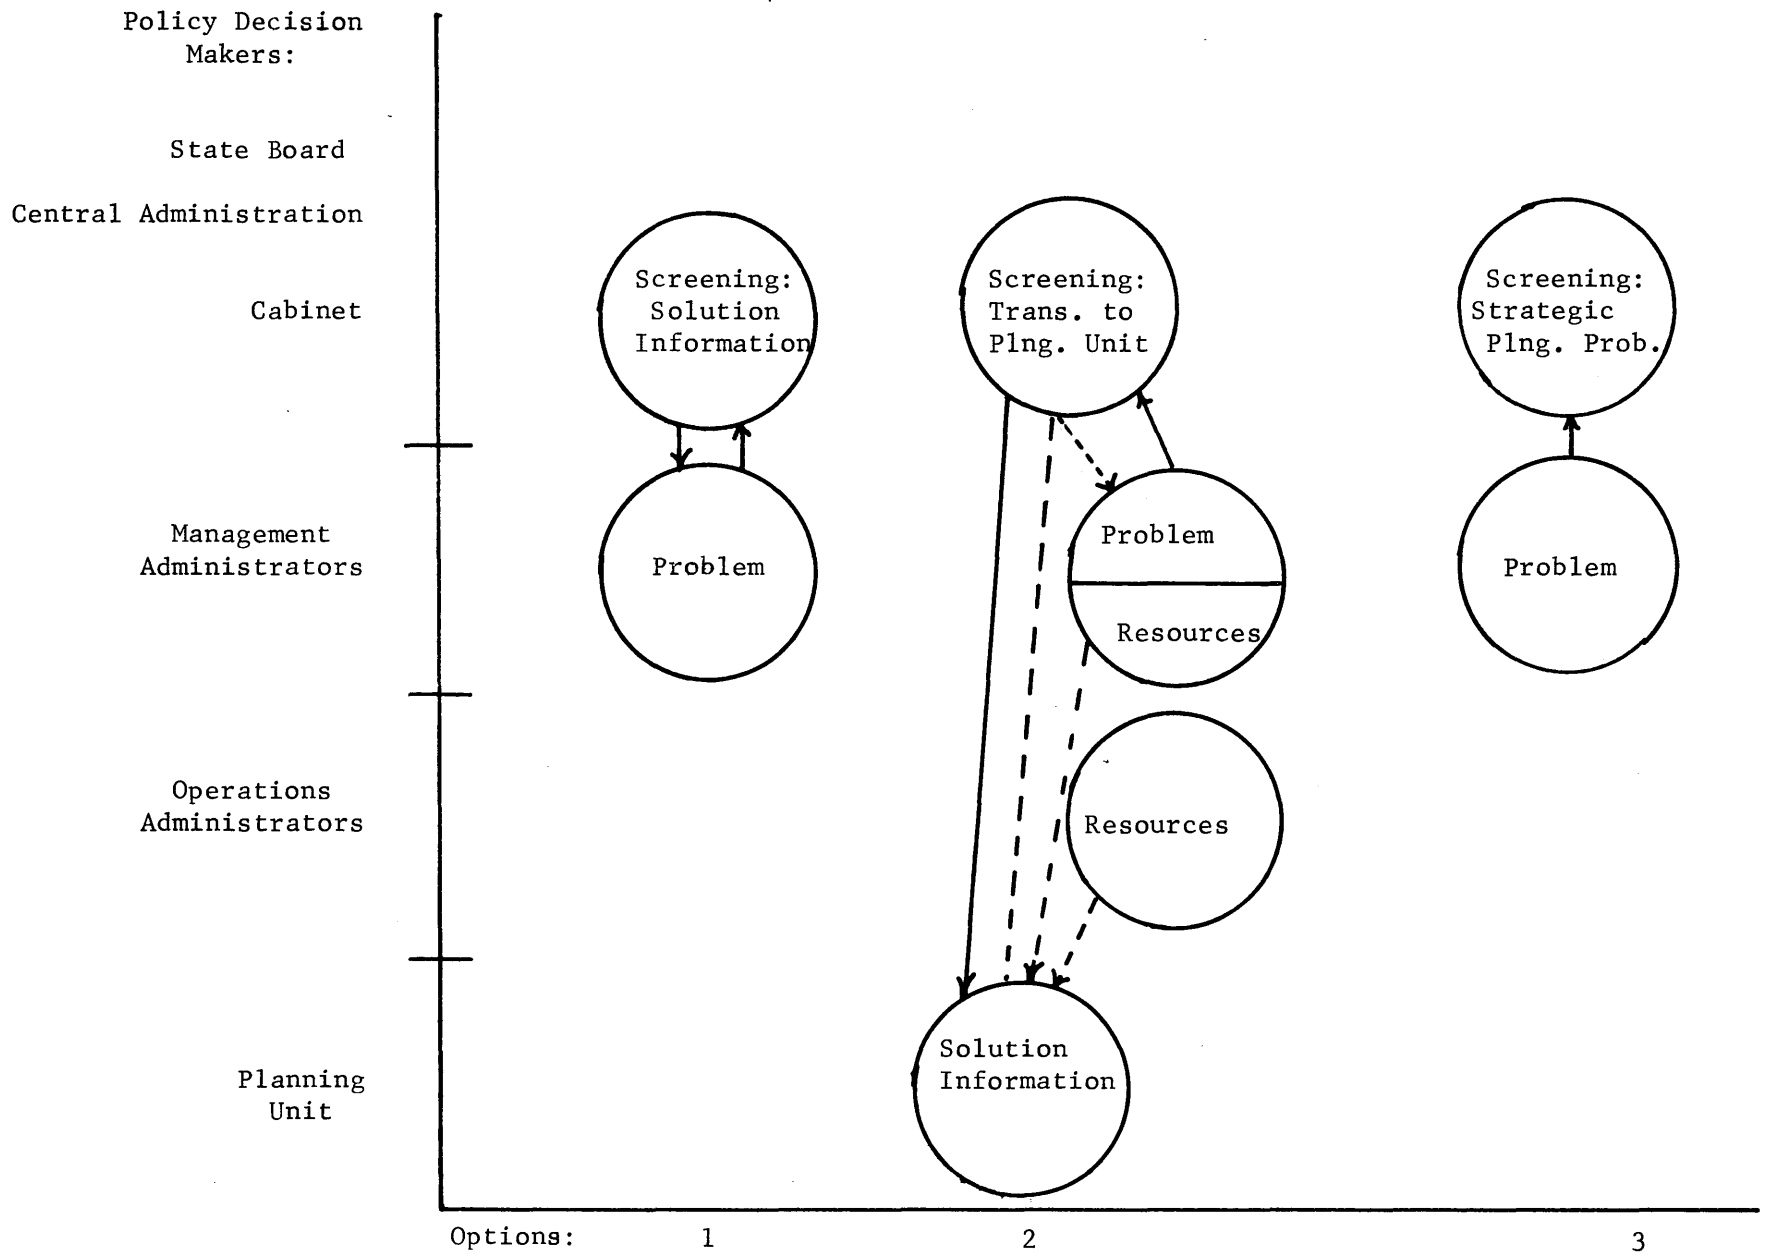 Policy Decision
Makers:
State Board
Central Administration
Cabinet
Screening:
Solution
Information
Screening:
Trans. to
Plng. Unit
Screening:
Strategic
Plng. Prob.
Management
Administrators
Problem
Problem
Resources
Problem
Operations
Administrators
Resources
Planning
Unit
Solution
Information
Options:
1
2
3